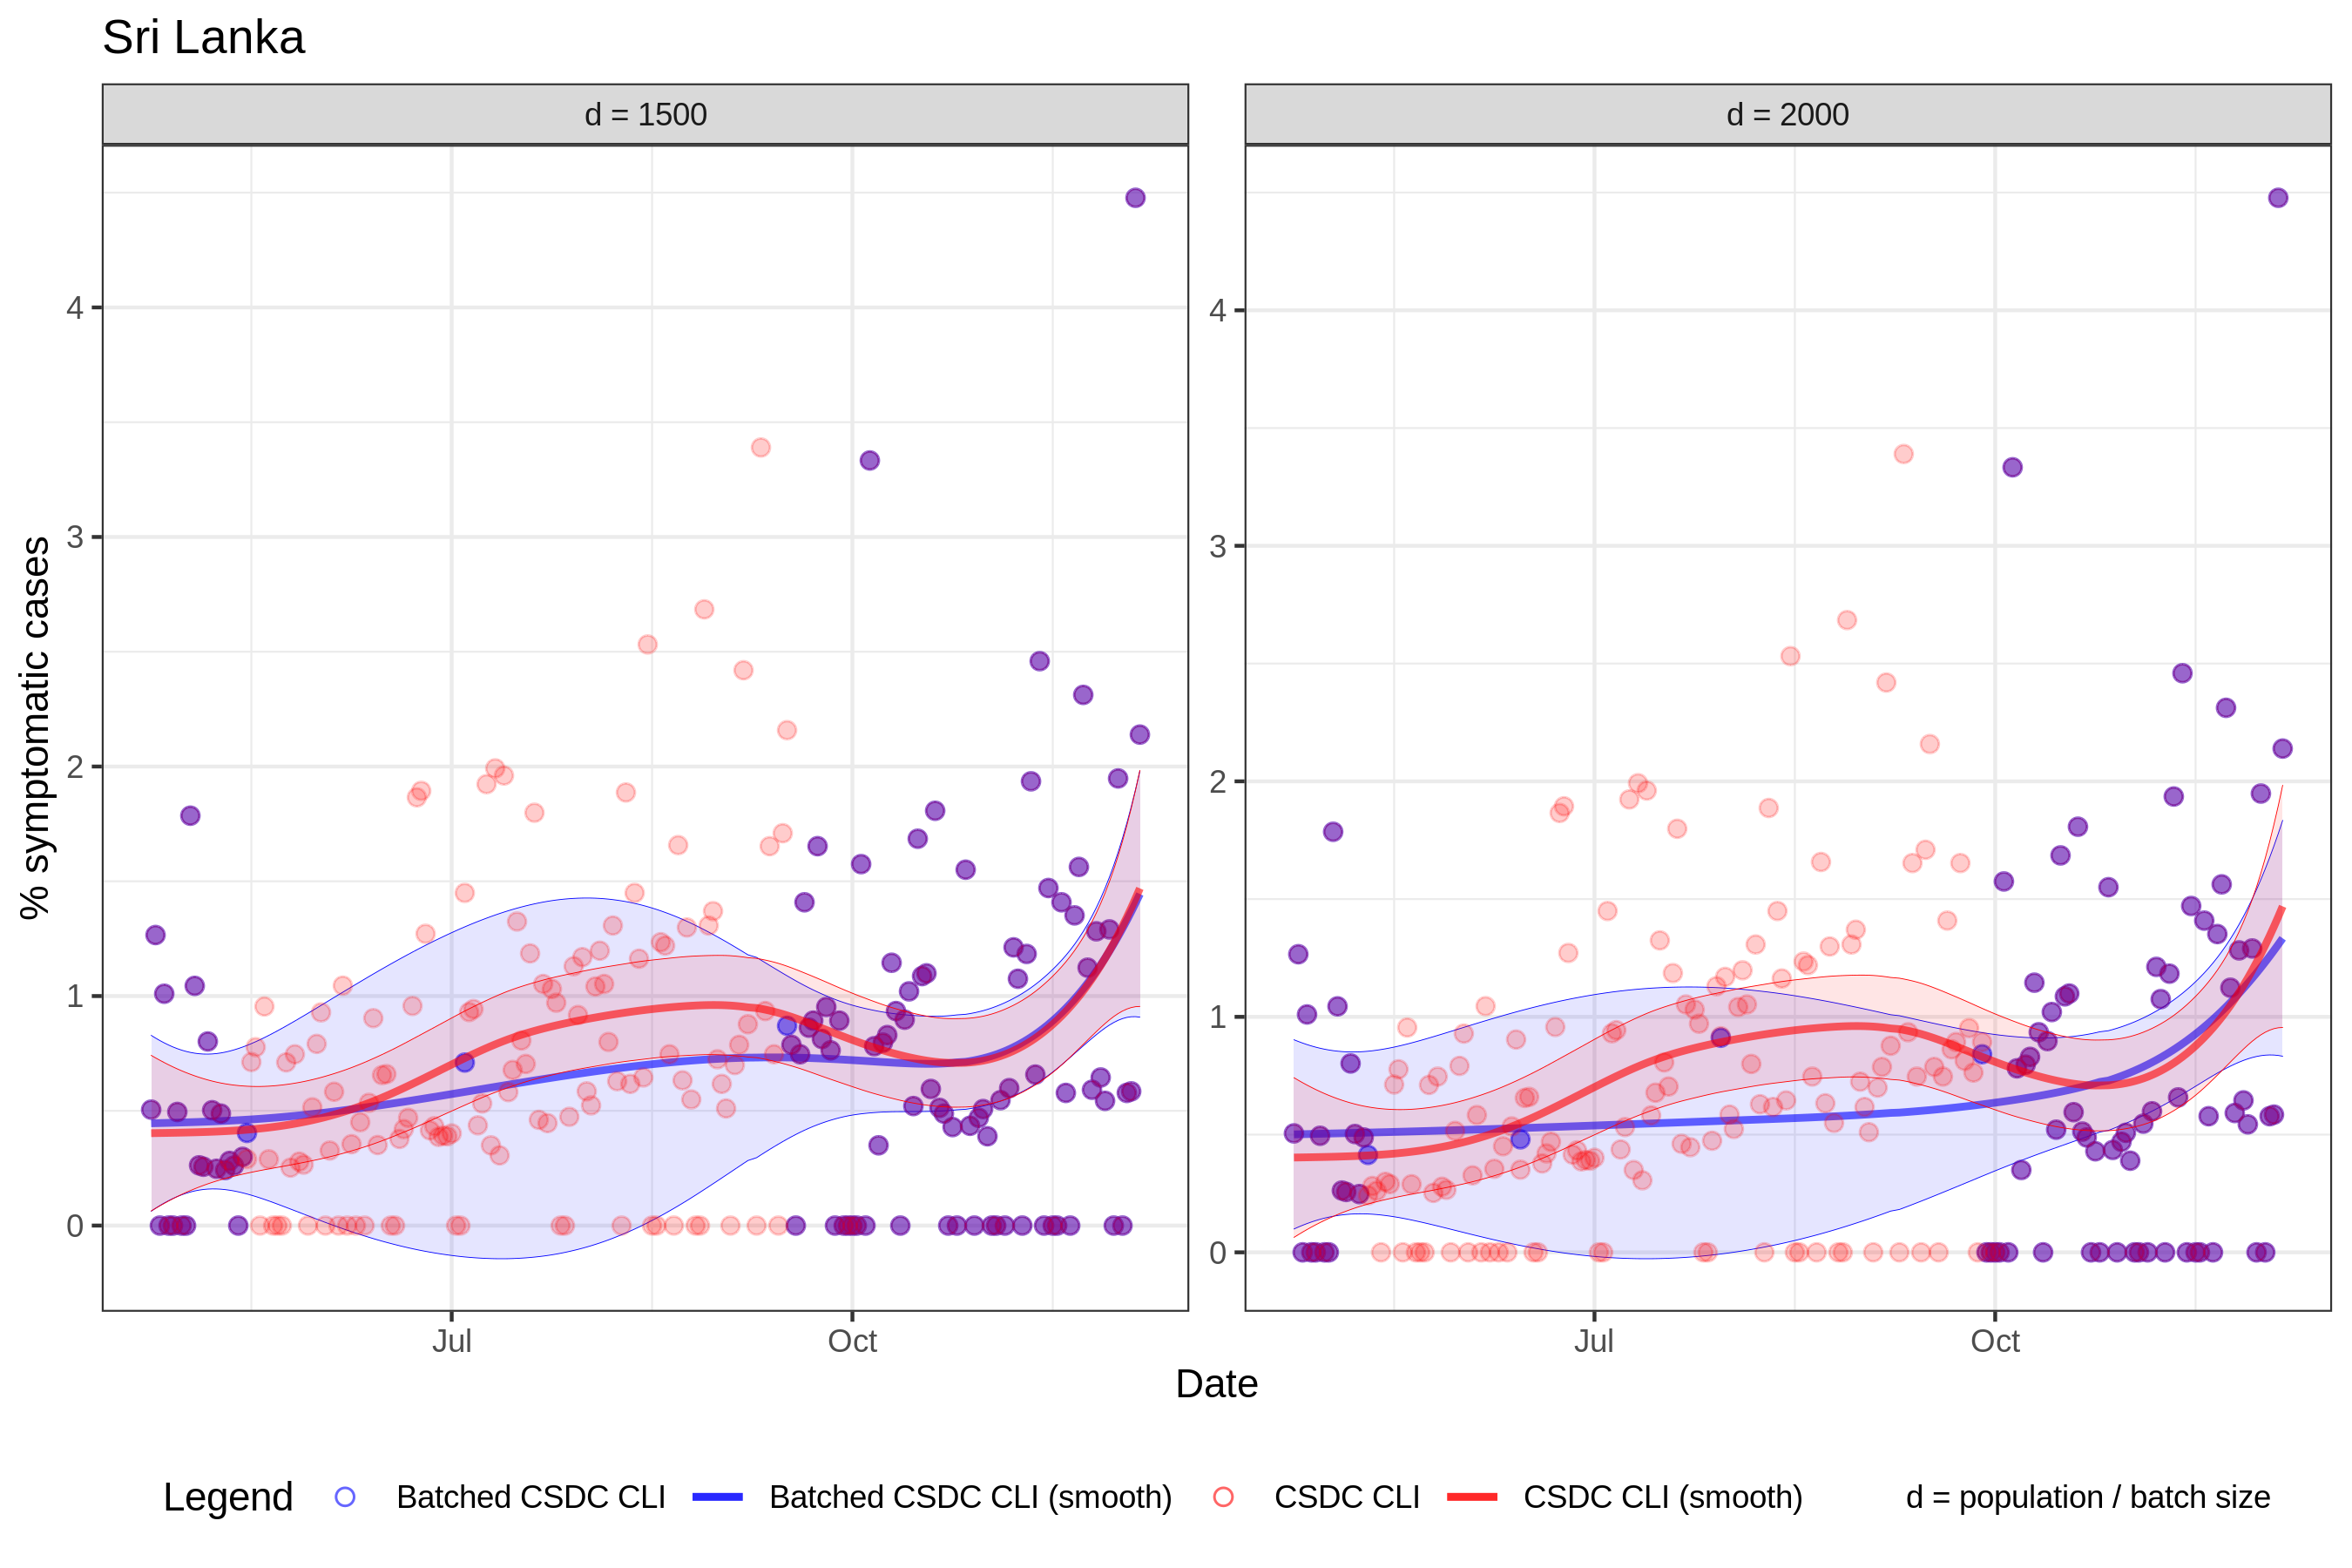 Sri Lanka
d = 1500
d = 2000
% symptomatic cases
4
3
2
1
0
4
3
2
1
0
Jul
Oct
Jul
Oct
Date
Legend
Batched CSDC CLI
Batched CSDC CLI (smooth)
CSDC CLI
CSDC CLI (smooth)
d = population / batch size